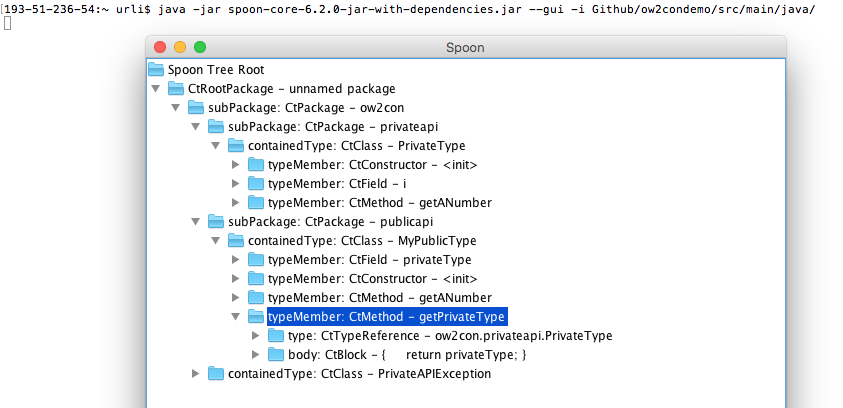 [193-51-236-54:~ urli$ java -jar spoon-core-6.2.0-jar-with-dependencies.jar --gui -i Github/ow2condemo/src/main/java/
Spoon
Spoon Tree Root
CtRootPackage - unnamed package
subPackage: CtPackage - ow2con
subPackage: CtPackage - privateapi
containedType: CtClass - PrivateType
typeMember: CtConstructor - <init>
typeMember: CtField - i
typeMember: CtMethod - getANumber
subPackage: CtPackage - publicapi
containedType: CtClass - MyPublicType
typeMember: CtField - privateType
typeMember: CtConstructor - <init>
typeMember: CtMethod - getANumber
typeMember: CtMethod - getPrivateType
type: CtTypeReference - ow2con.privateapi.PrivateType
body: CtBlock - {     return privateType; }
containedType: CtClass - PrivateAPIException